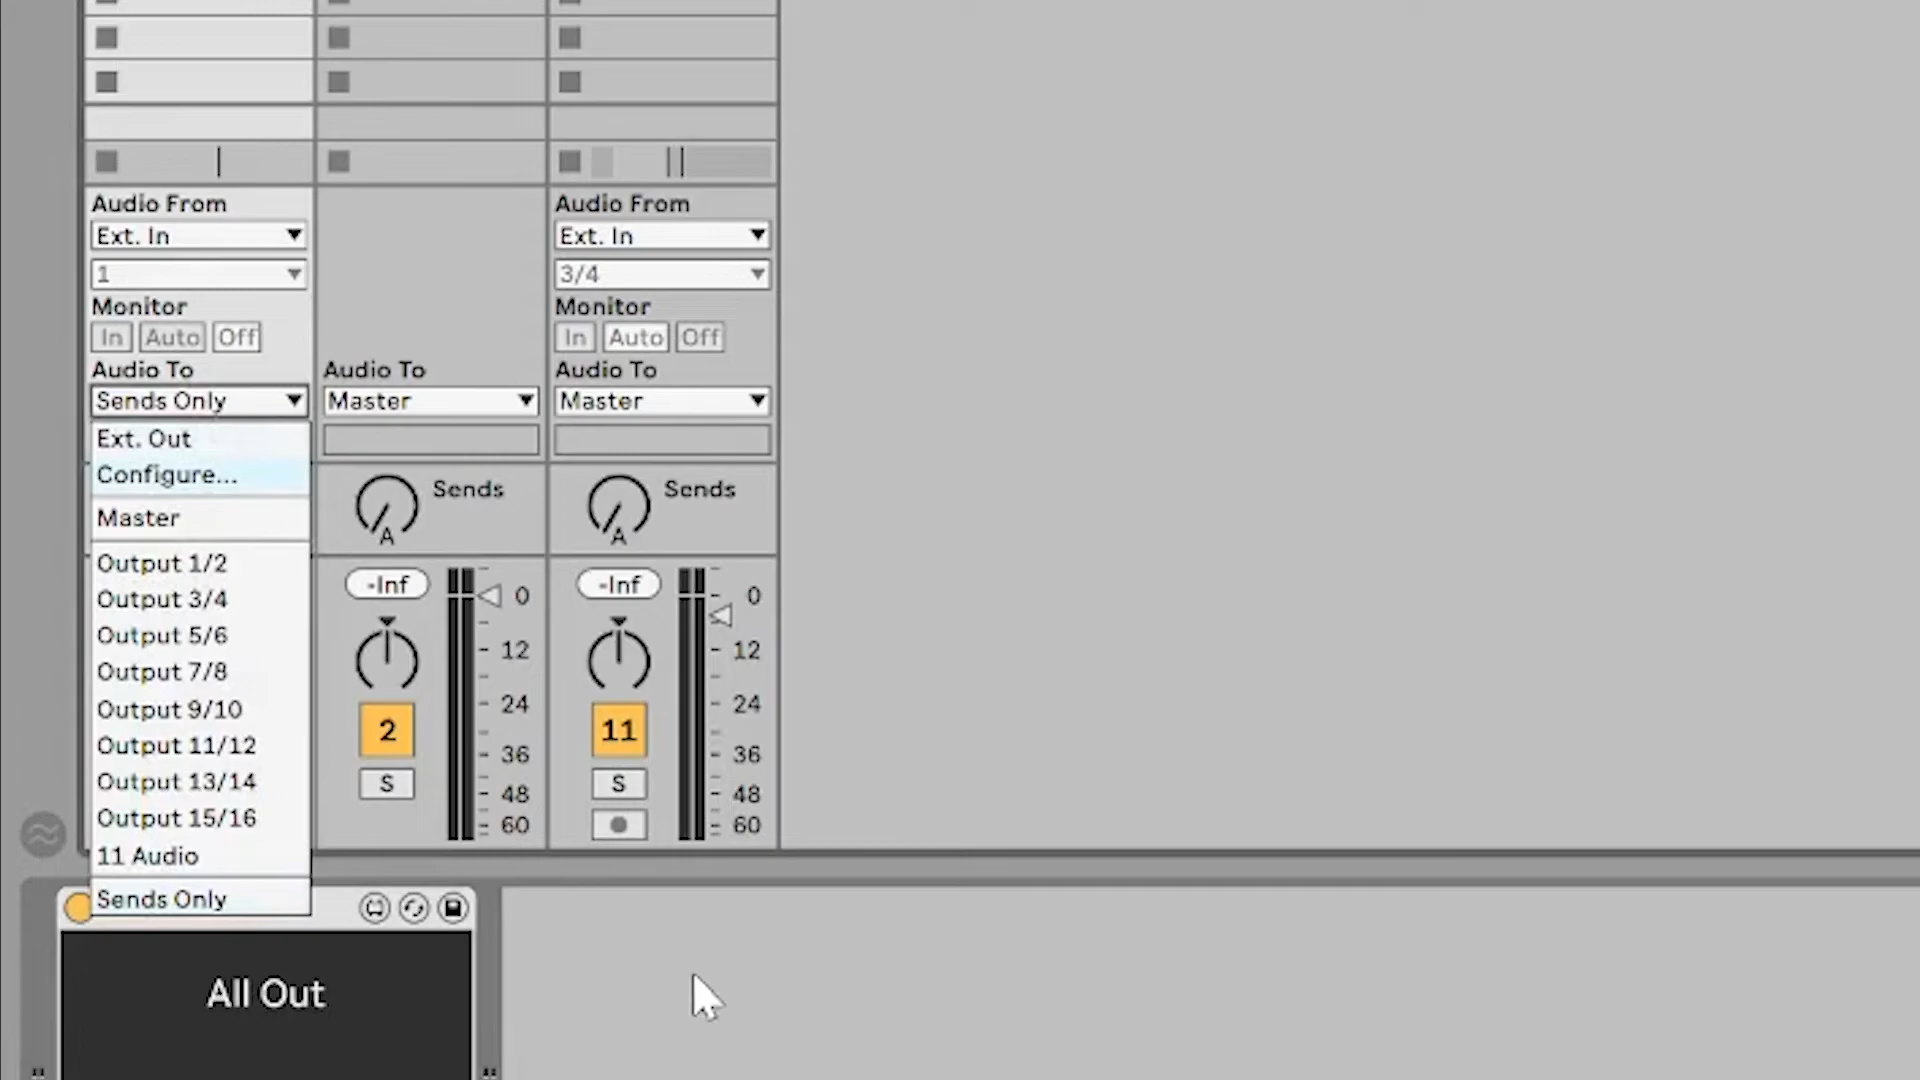 Audio From
Ext. In
1
Monitor
In Auto Off
Audio To
Sends Only
Ext. Out
Configure...
Master
Output 1/2
Output 3/4
Output 5/6
Output 7/8
Output 9/10
Output 11/12
Output 13/14
Output 15/16
11 Audio
Sends Only
Audio To
Master
Sends
A
-Inf
0
12
24
36
48
60
2
S
Audio From
Ext. In
3/4
Monitor
In Auto Off
Audio To
Master
Sends
A
-Inf
0
12
24
36
48
60
11
S
All Out